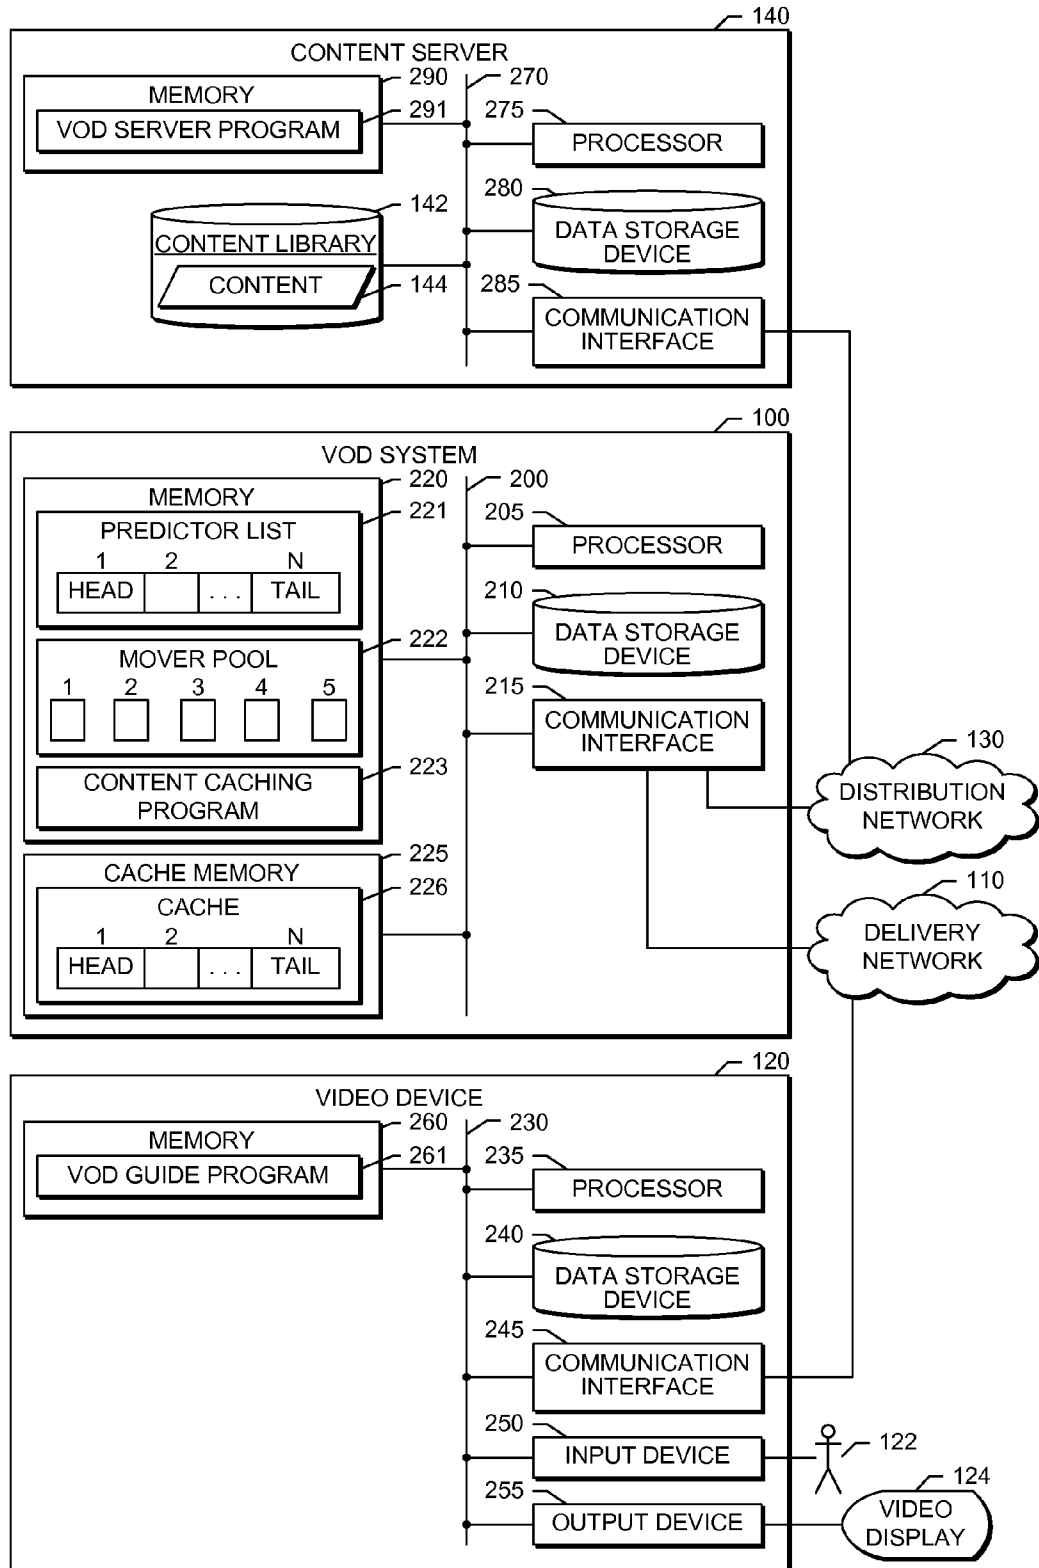 140
CONTENT SERVER
MEMORY
290
270
VOD SERVER PROGRAM
291
275
PROCESSOR
280
DATA STORAGE
DEVICE
142
CONTENT LIBRARY
CONTENT
144
285
COMMUNICATION
INTERFACE
100
VOD SYSTEM
MEMORY
220
200
PREDICTOR LIST
221
1 2 N
HEAD ... TAIL
205
PROCESSOR
210
DATA STORAGE
DEVICE
MOVER POOL
222
1 2 3 4 5
215
COMMUNICATION
INTERFACE
CONTENT CACHING
PROGRAM
223
130
DISTRIBUTION
NETWORK
CACHE MEMORY
225
CACHE
226
1 2 N
HEAD ... TAIL
110
DELIVERY
NETWORK
120
VIDEO DEVICE
MEMORY
260
230
VOD GUIDE PROGRAM
261
235
PROCESSOR
240
DATA STORAGE
DEVICE
245
COMMUNICATION
INTERFACE
250
INPUT DEVICE
122
255
OUTPUT DEVICE
124
VIDEO
DISPLAY